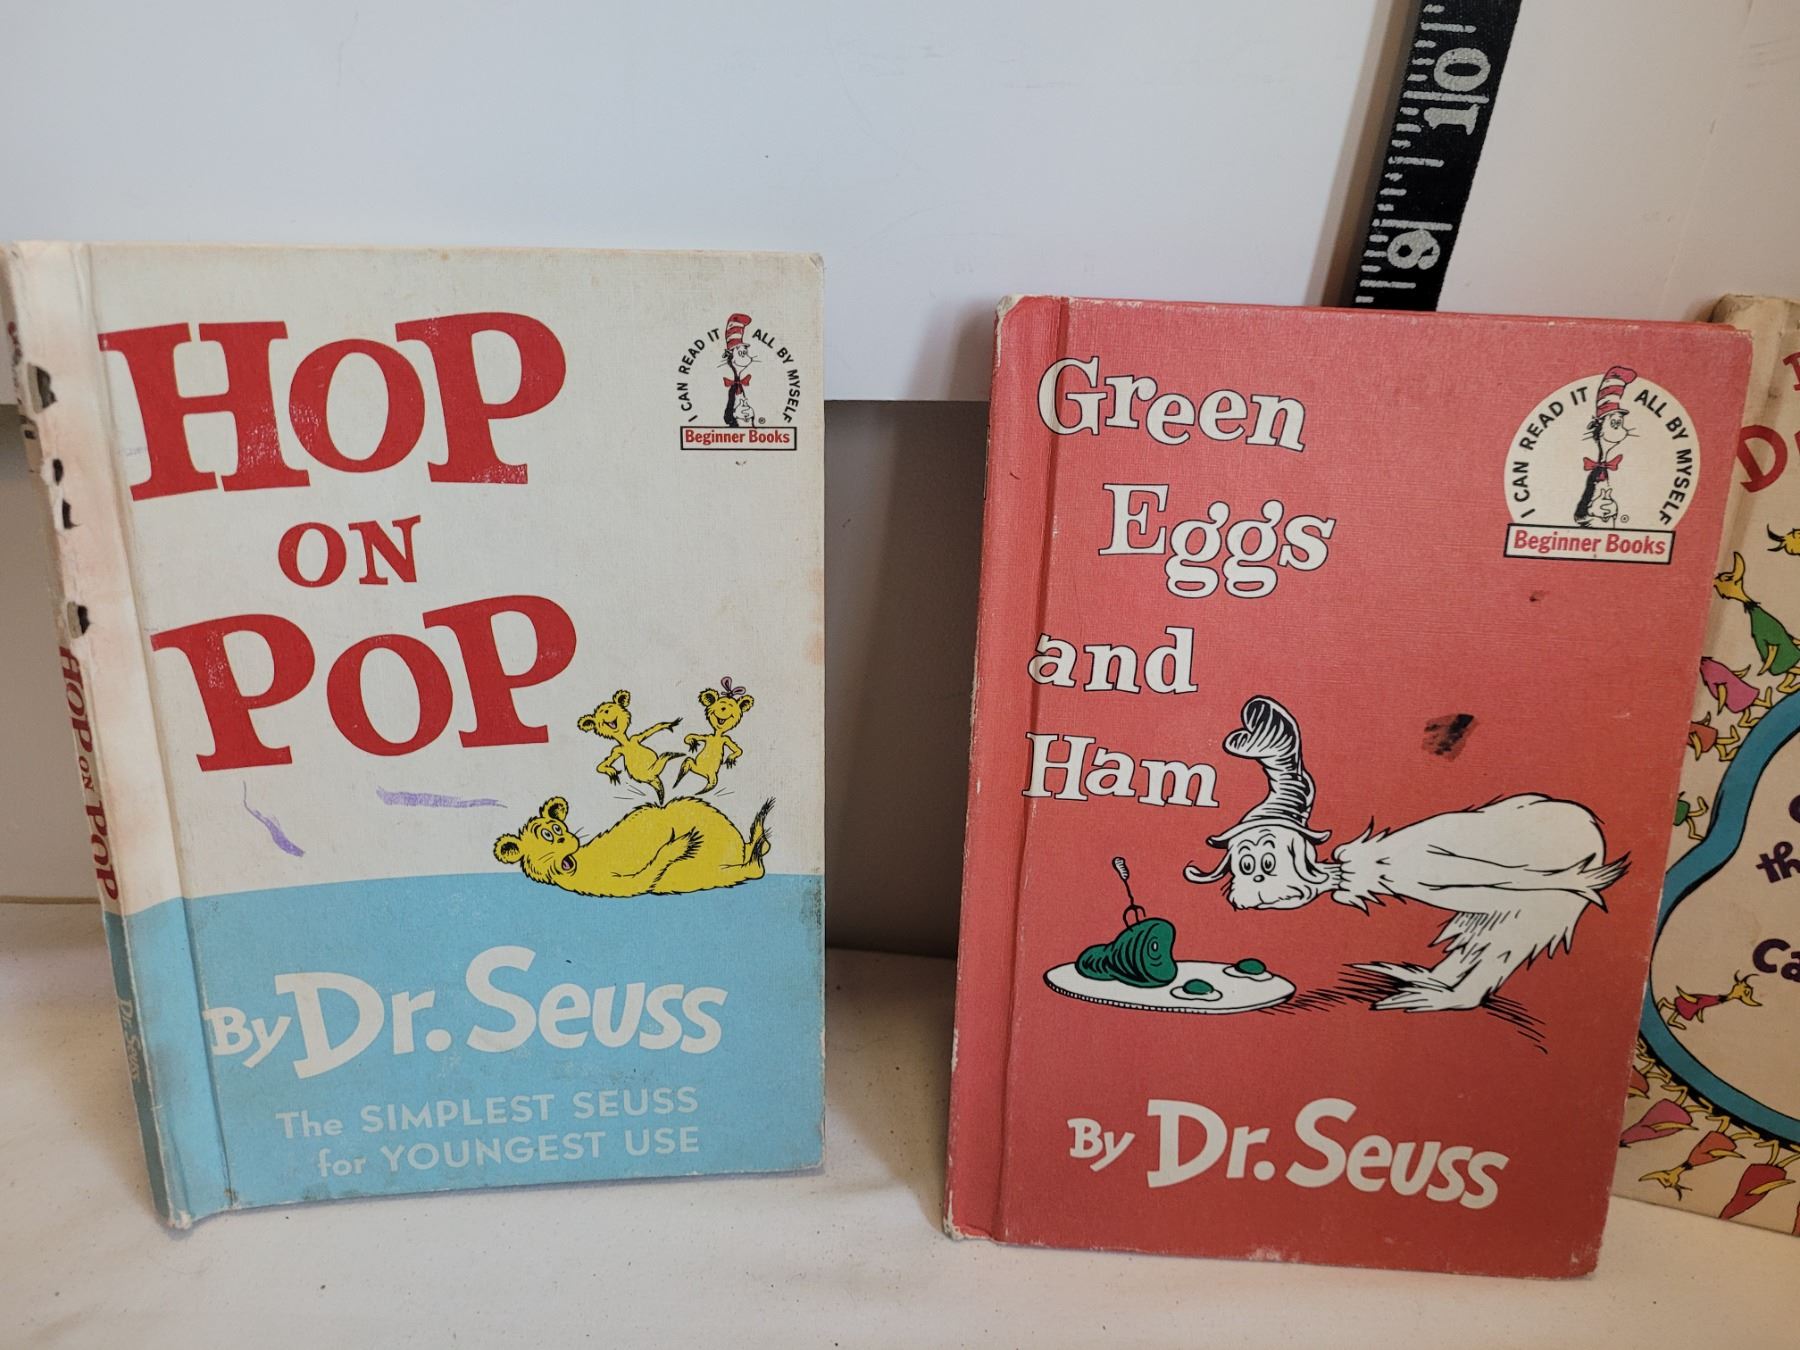 HOP
ON
POP
I CAN READ IT ALL BY MYSELF
Beginner Books
By Dr. Seuss
The SIMPLEST SEUSS
for YOUNGEST USE
HOP ON POP
Dr. Seuss
Green
Eggs
and
Ham
I CAN READ IT ALL BY MYSELF
Beginner Books
By Dr. Seuss
10
9